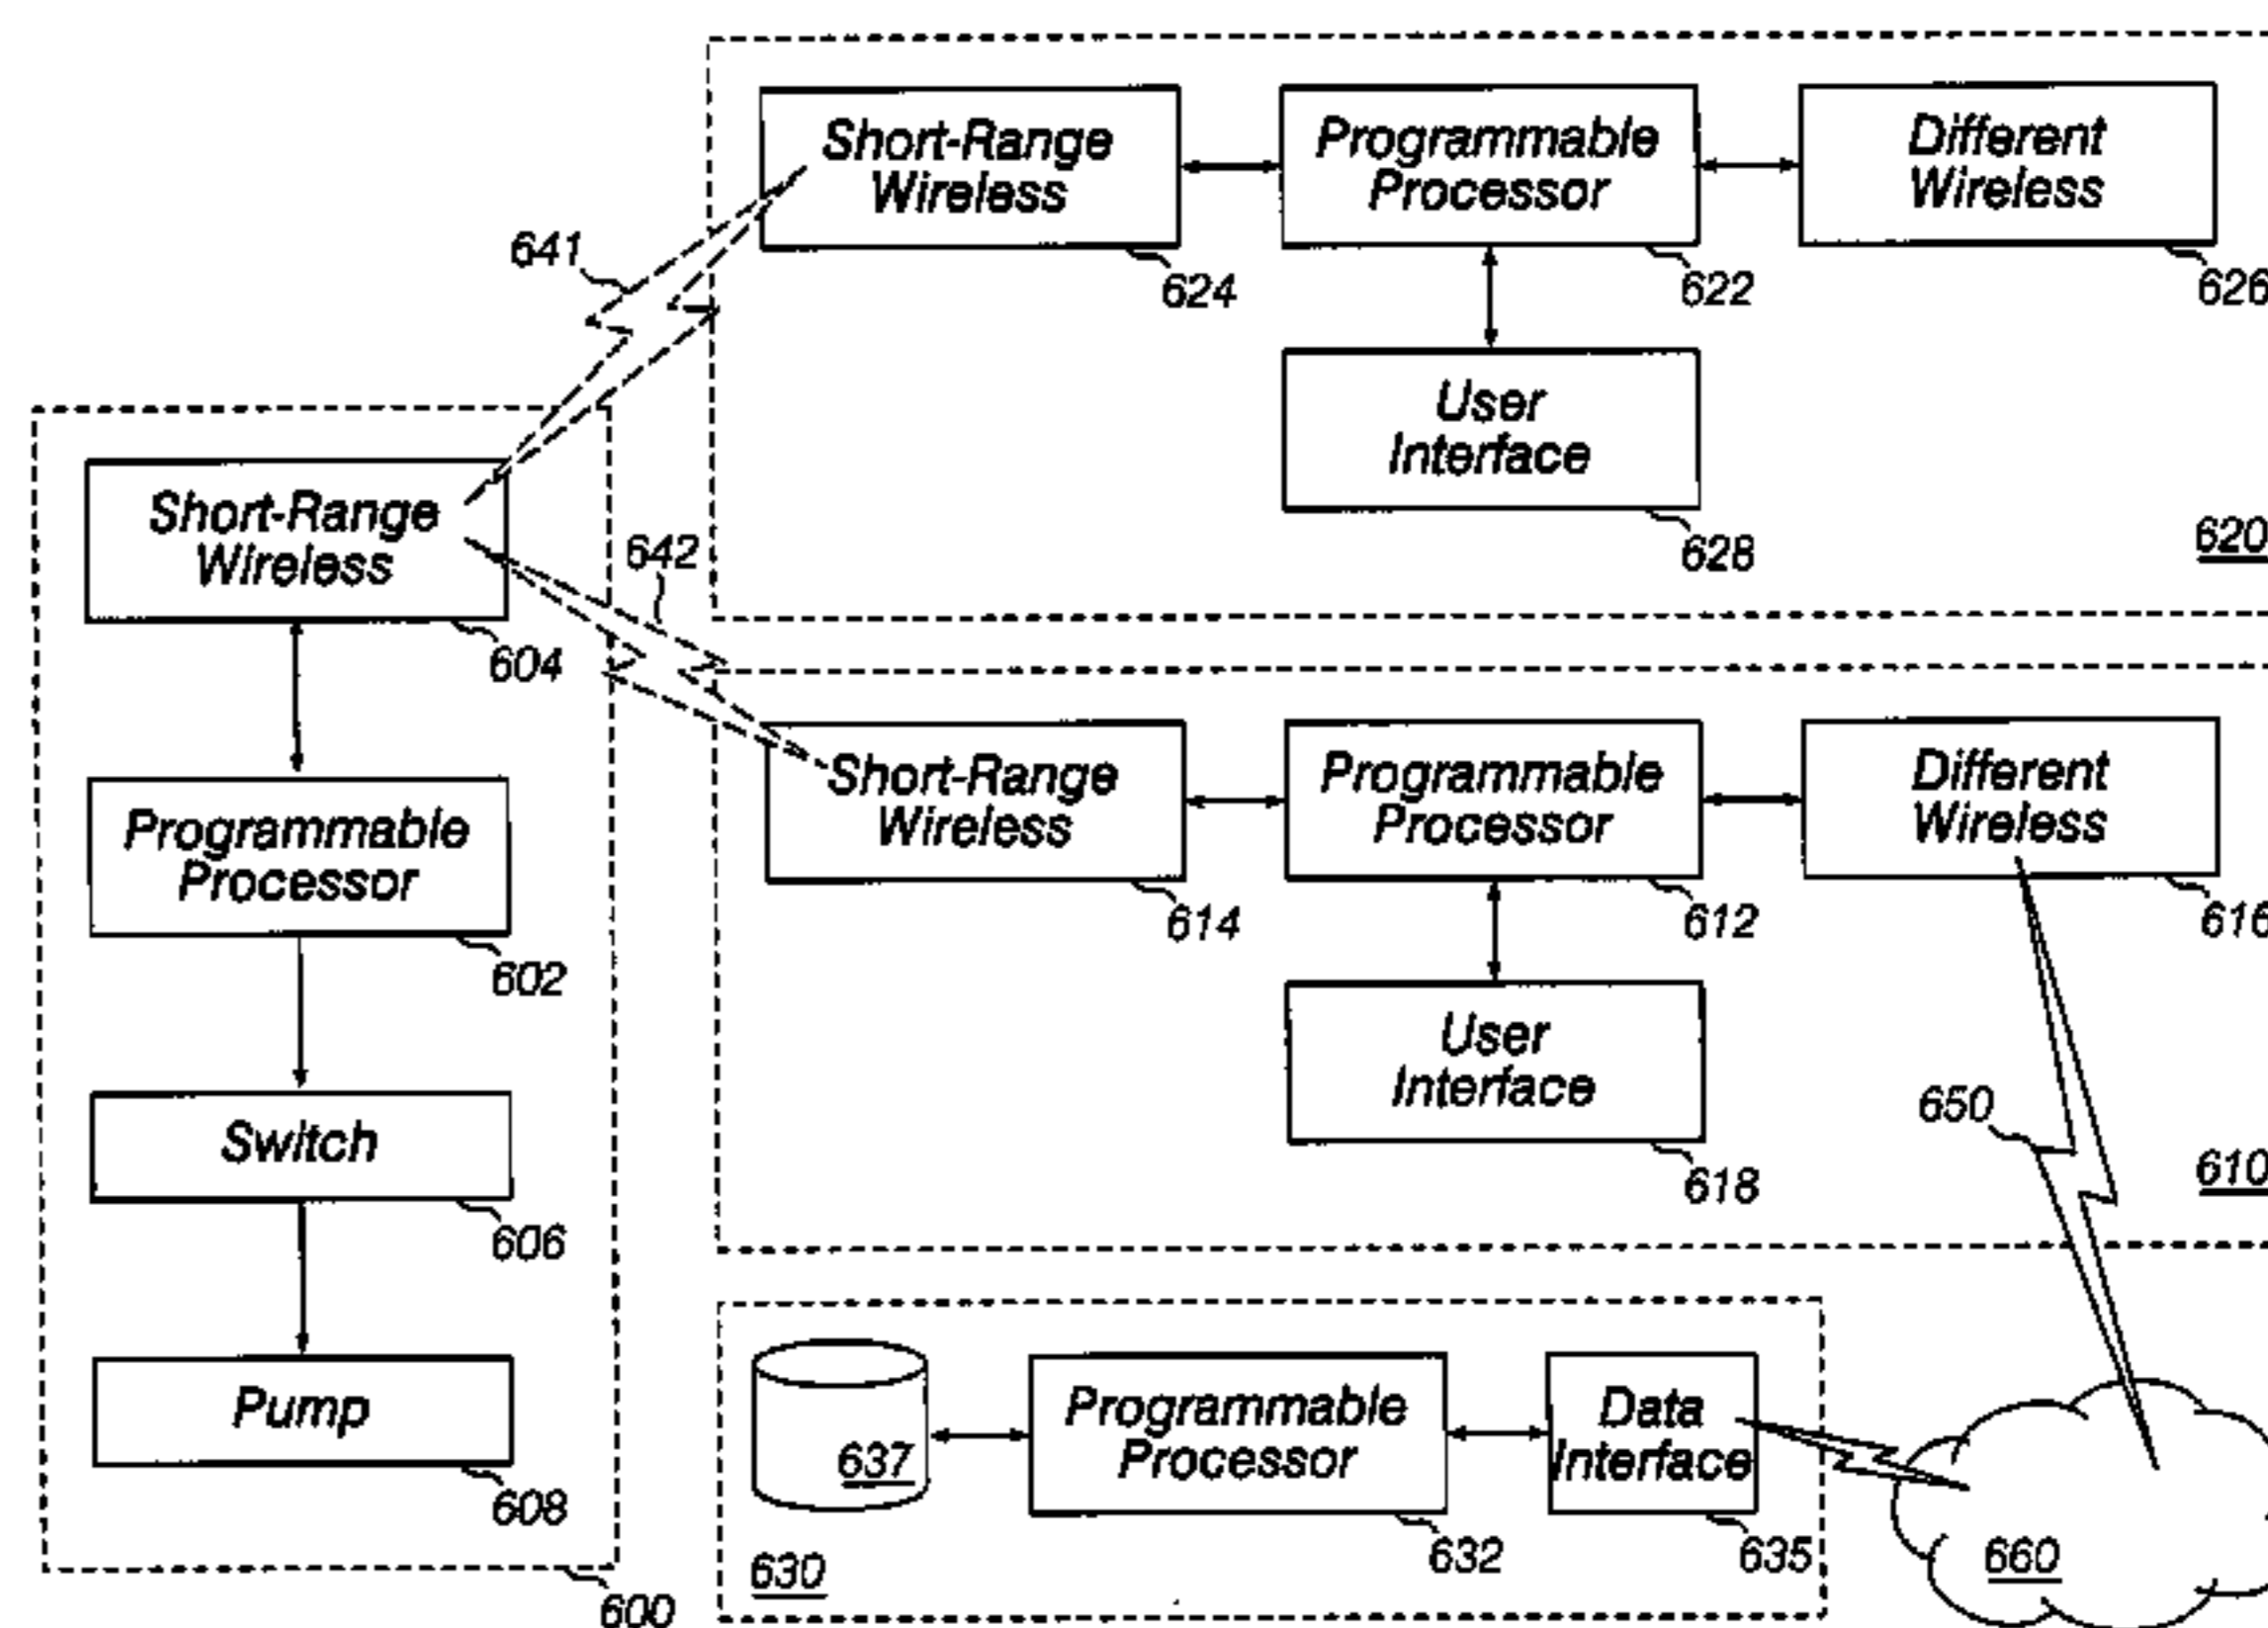 Short-Range
Wireless
624
Programmable
Processor
622
Different
Wireless
626
641
User
Interface
628
620
Short-Range
Wireless
604
642
Programmable
Processor
602
Switch
606
Pump
608
600
Short-Range
Wireless
614
Programmable
Processor
612
Different
Wireless
616
User
Interface
618
650
610
637
Programmable
Processor
632
Data
Interface
635
630
660